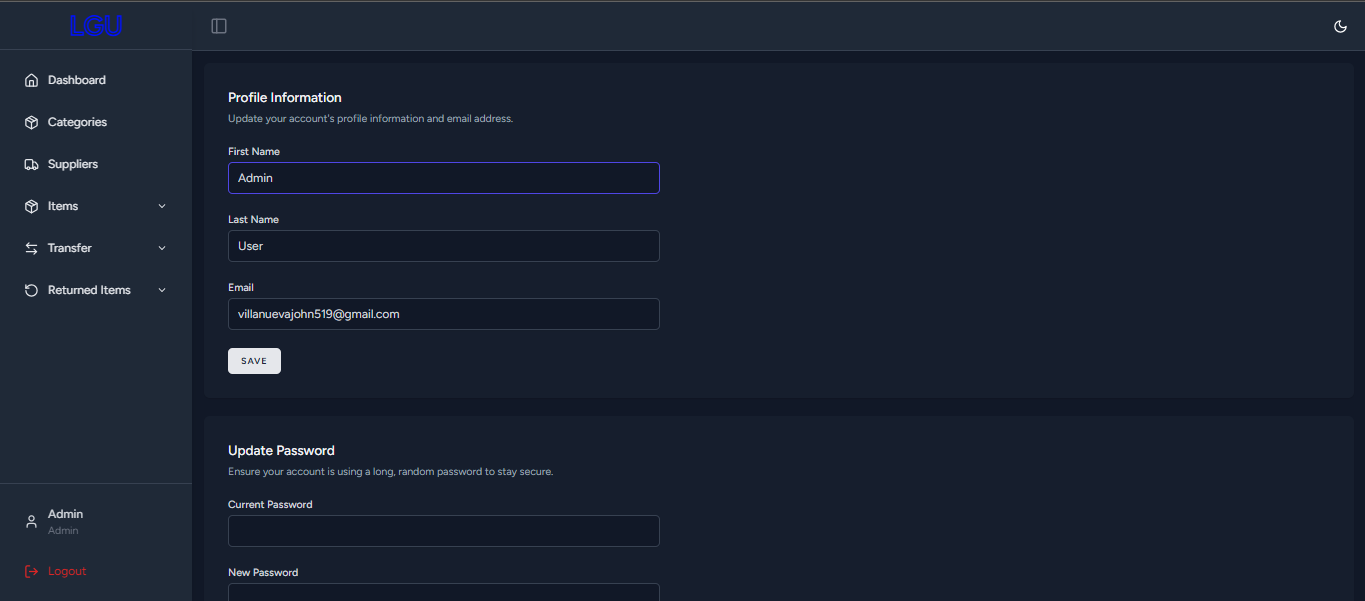 LGU
Dashboard
Categories
Suppliers
Items
Transfer
Returned Items
Admin
Admin
Logout
Profile Information
Update your account's profile information and email address.
First Name
Admin
Last Name
User
Email
villanuevajohn519@gmail.com
SAVE
Update Password
Ensure your account is using a long, random password to stay secure.
Current Password
New Password